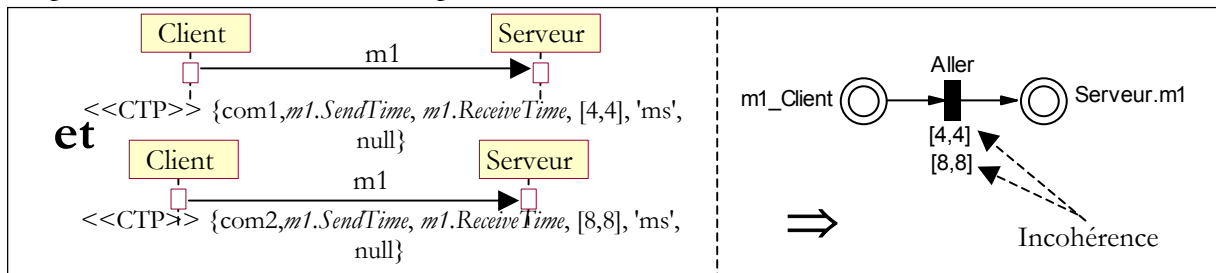 Client
Serveur
m1
<<CTP>> {com1,m1.SendTime, m1.ReceiveTime, [4,4], 'ms',
null}
et
Client
Serveur
m1
<<CTP>> {com2,m1.SendTime, m1.ReceiveTime, [8,8], 'ms',
null}
Aller
m1_Client
Serveur.m1
[4,4]
[8,8]
⇒
Incohérence